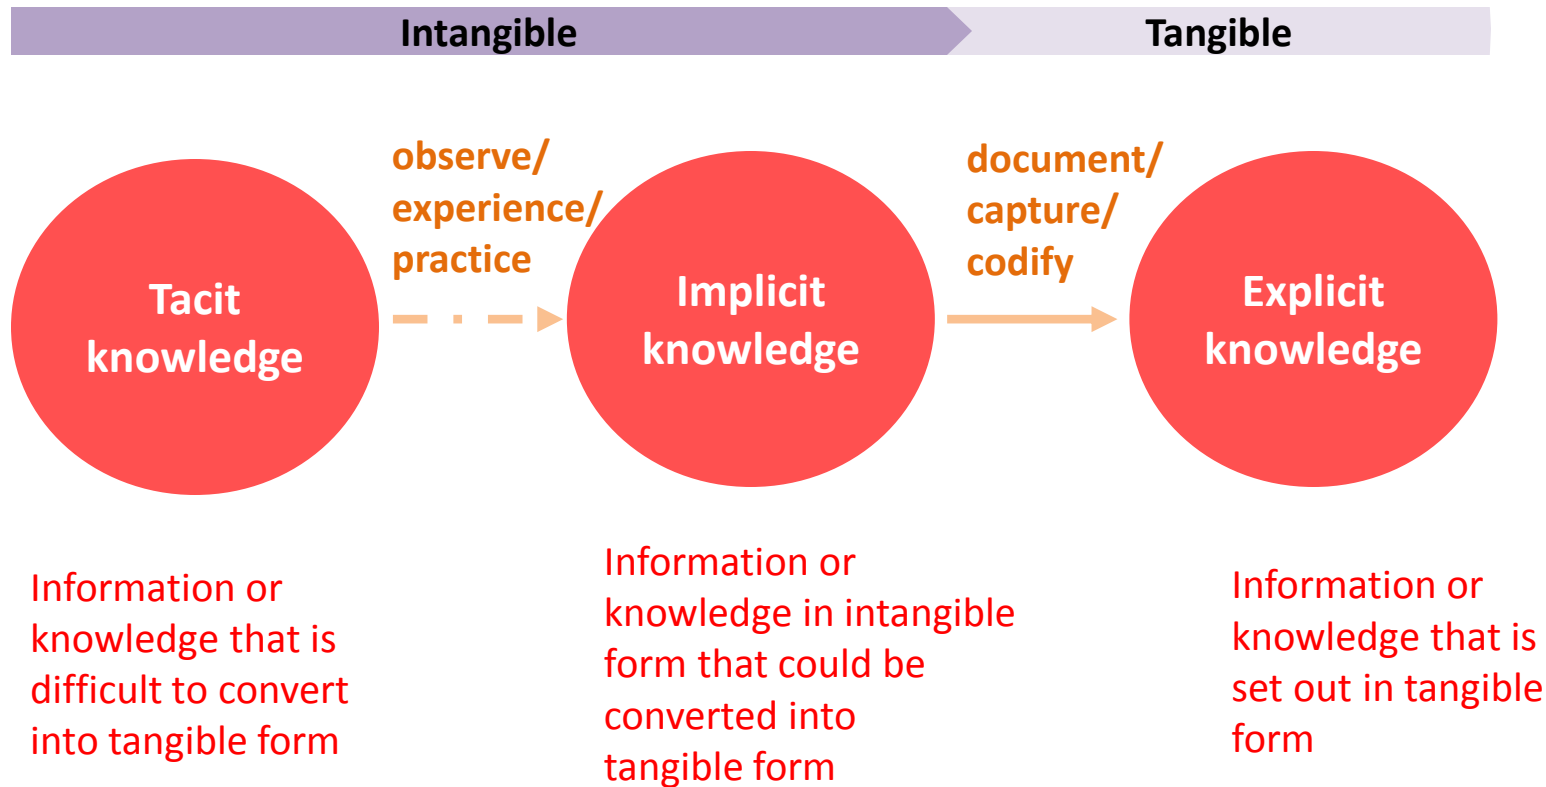 Intangible
Tangible
observe/
experience/
practice
document/
capture/
codify
Tacit
knowledge
Implicit
knowledge
Explicit
knowledge
Information or
knowledge that is
difficult to convert
into tangible form
Information or
knowledge in intangible
form that could be
converted into
tangible form
Information or
knowledge that is
set out in tangible
form